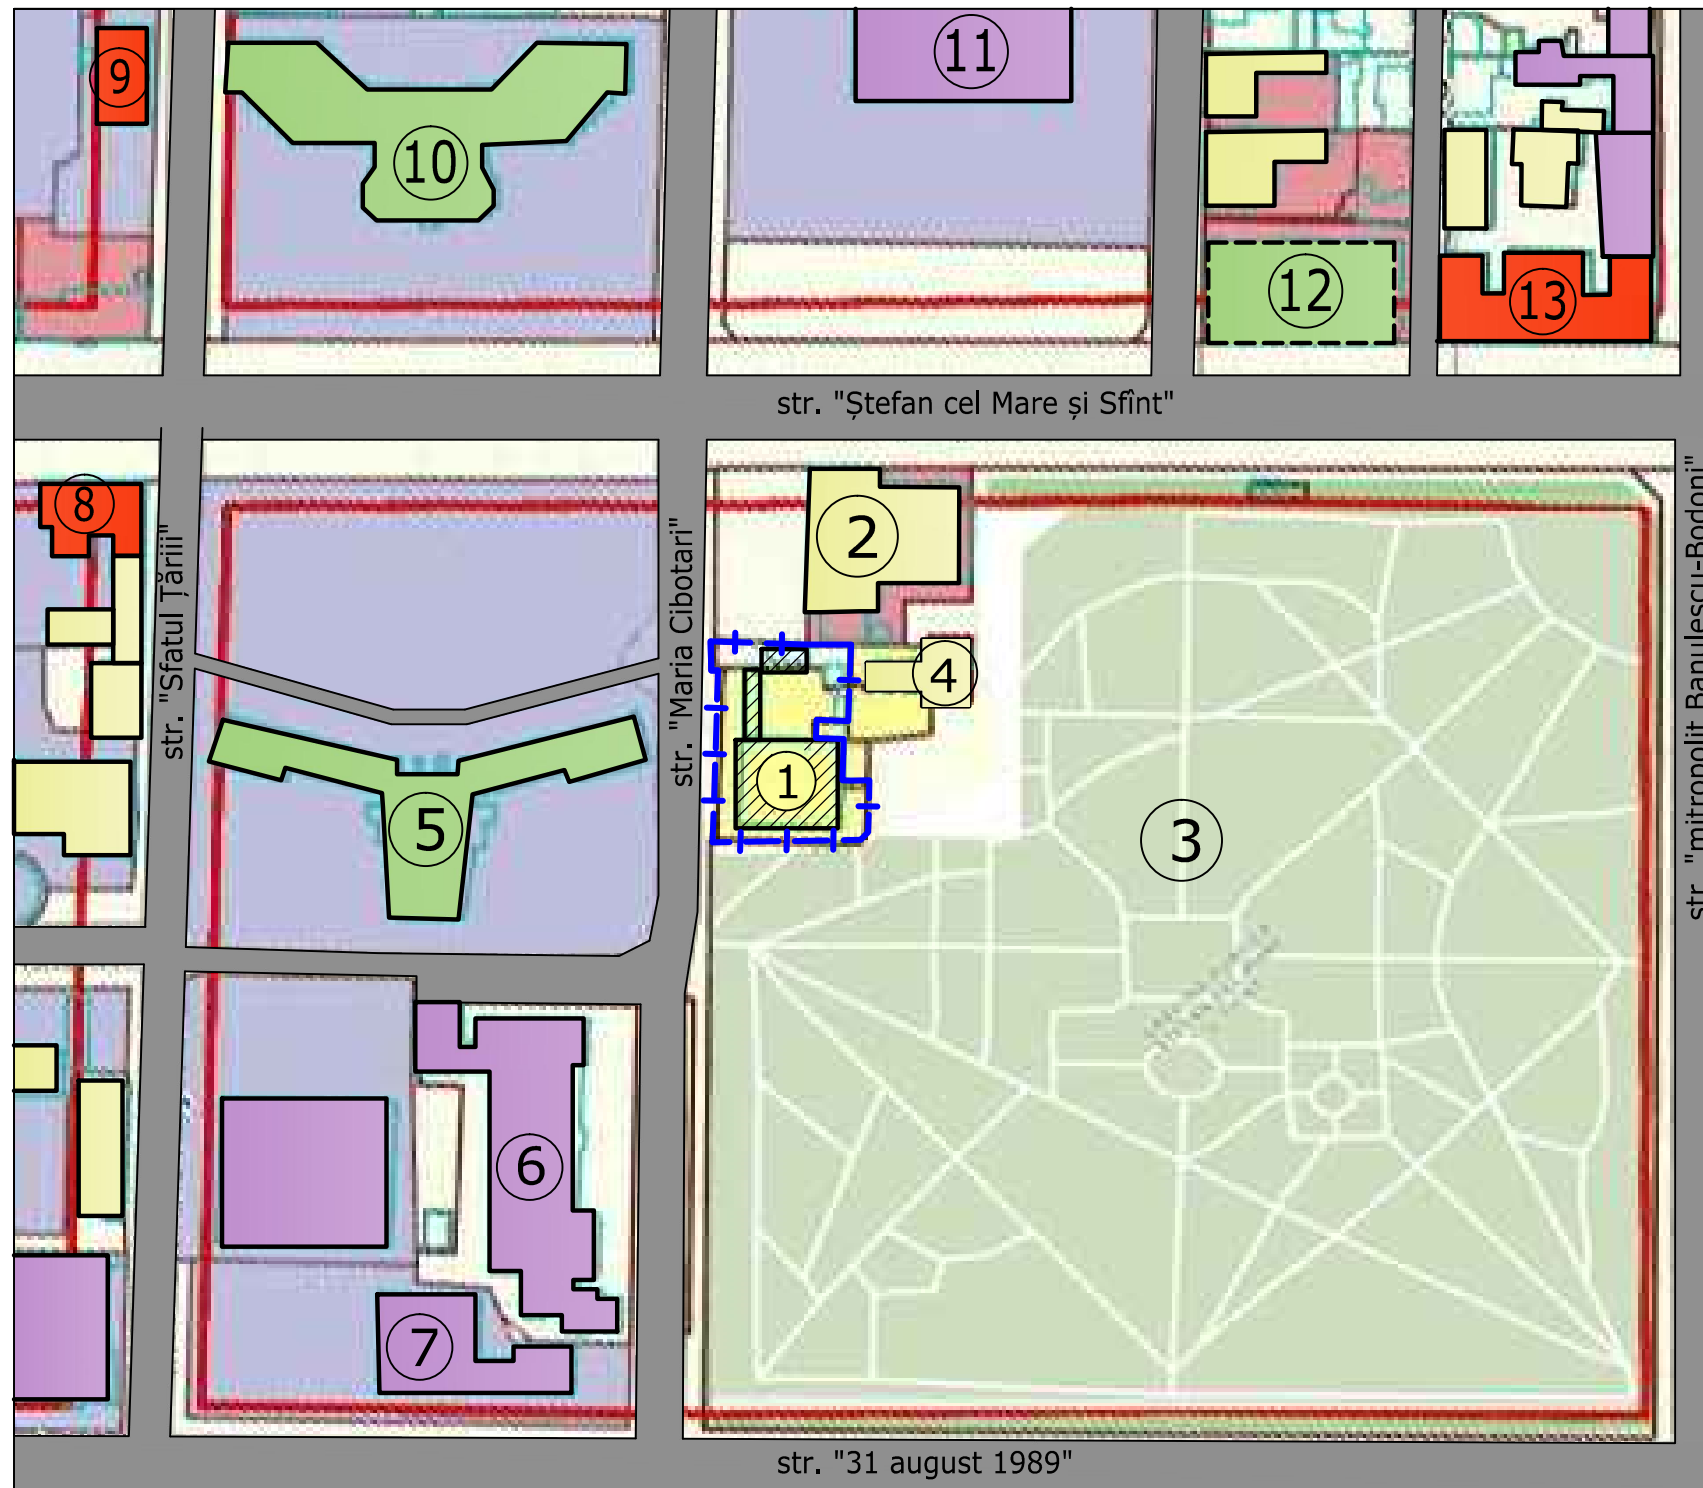 9
10
11
12
13
str. "Ștefan cel Mare și Sfînt"
8
str. "Sfatul Țăriii"
str. "Maria Cibotari"
2
4
1
3
5
str. "mitropolit Banulescu-Bodoni"
6
7
str. "31 august 1989"